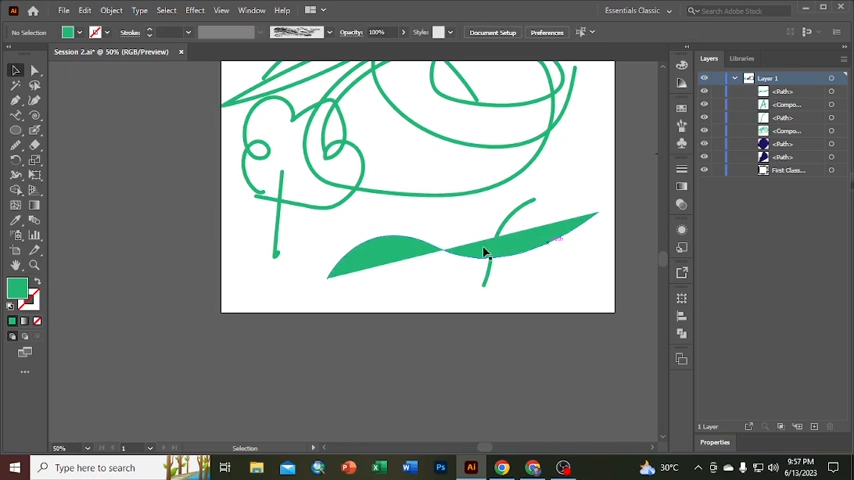 Ai File Edit Object Type Select Effect View Window Help Essentials Classic Search Adobe Stock
No Selection Stroke: Opacity: 100% Style: Document Setup Preferences
Session 2.ai* @ 50% (RGB/Preview) ×
Layers Libraries
Layer 1
<Path>
<Compo...
<Path>
<Compo...
<Path>
<Path>
First Class...
1 Layer
Properties
50% 1 Selection
Type here to search 30°C 9:57 PM
6/13/2023